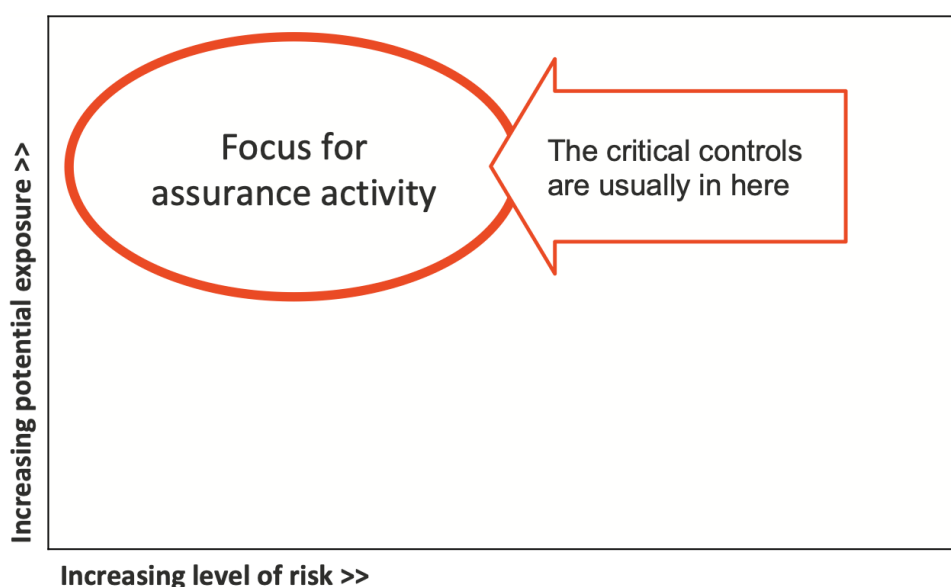 Focus for
assurance activity
The critical controls
are usually in here
Increasing potential exposure >>
Increasing level of risk >>